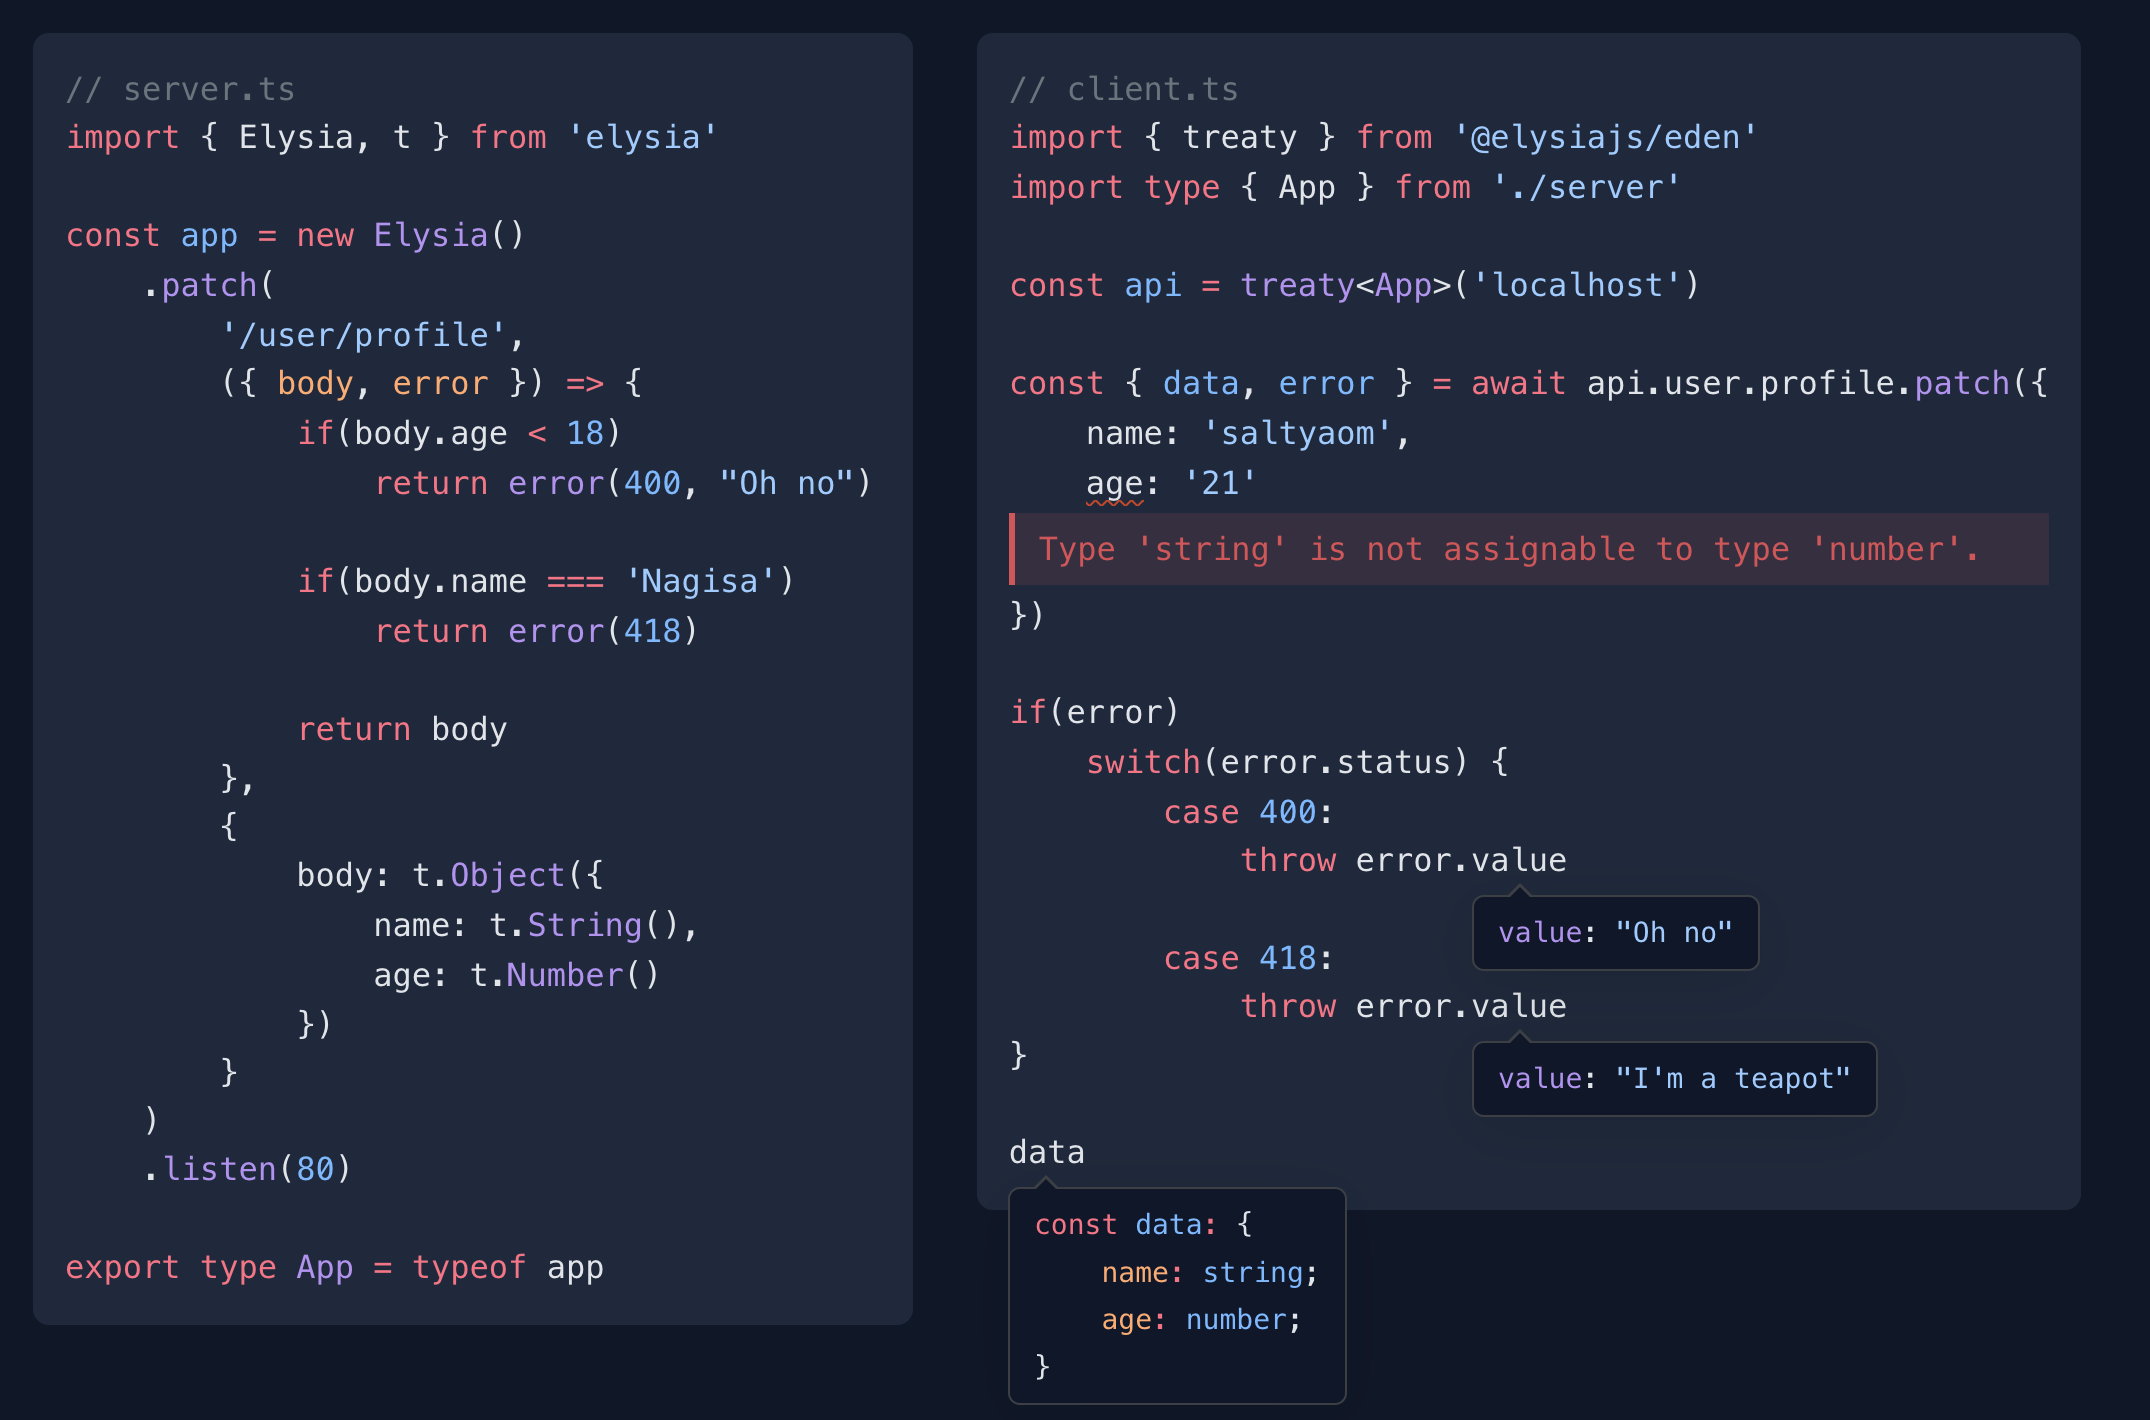 // server.ts
import { Elysia, t } from 'elysia'

const app = new Elysia()
    .patch(
        '/user/profile',
        ({ body, error }) => {
            if(body.age < 18)
                return error(400, "Oh no")

            if(body.name === 'Nagisa')
                return error(418)

            return body
        },
        {
            body: t.Object({
                name: t.String(),
                age: t.Number()
            })
        }
    )
    .listen(80)

export type App = typeof app

// client.ts
import { treaty } from '@elysiajs/eden'
import type { App } from './server'

const api = treaty<App>('localhost')

const { data, error } = await api.user.profile.patch({
    name: 'saltyaom',
    age: '21'
Type 'string' is not assignable to type 'number'.
})

if(error)
    switch(error.status) {
        case 400:
            throw error.value
value: "Oh no"
        case 418:
            throw error.value
value: "I'm a teapot"
}

data
const data: {
    name: string;
    age: number;
}